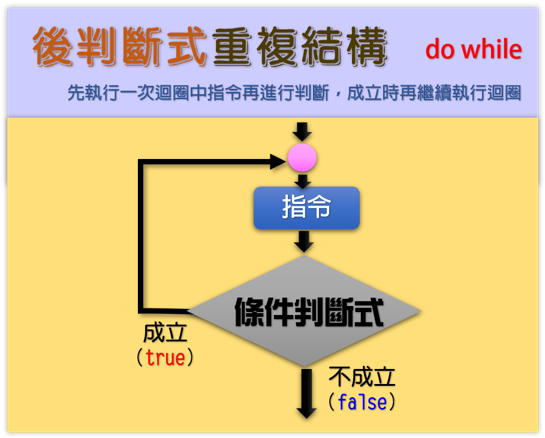 後判斷式重複結構 do while
先執行一次迴圈中指令再進行判斷，成立時再繼續執行迴圈
指令
條件判斷式
成立
(true)
不成立
(false)